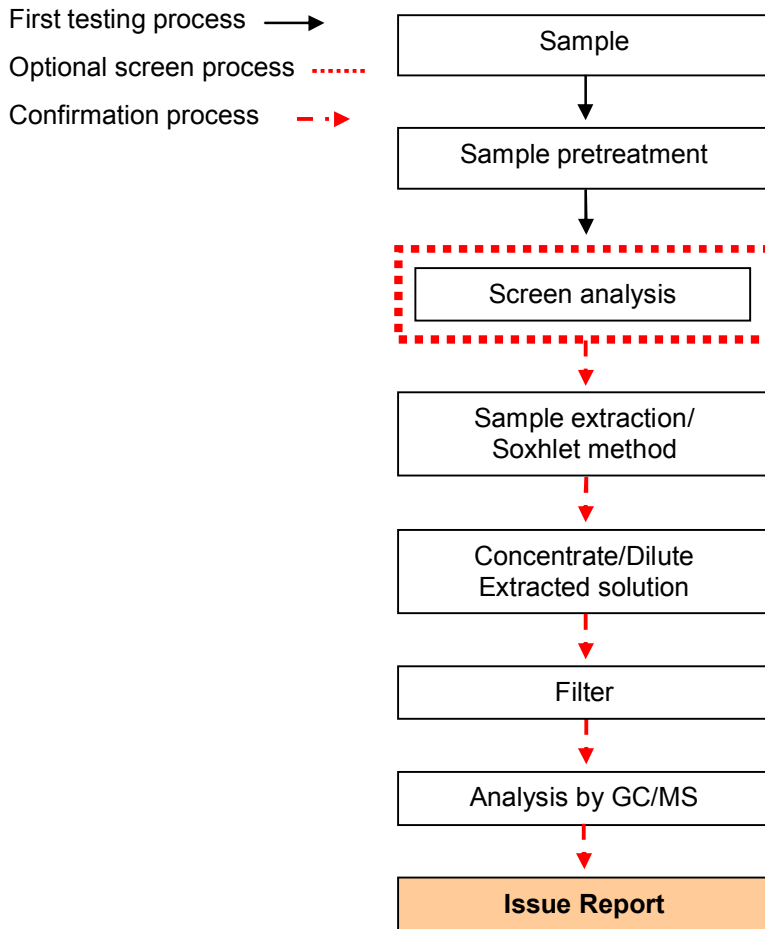 First testing process
Optional screen process
Confirmation process
Sample
Sample pretreatment
Screen analysis
Sample extraction/
Soxhlet method
Concentrate/Dilute
Extracted solution
Filter
Analysis by GC/MS
Issue Report